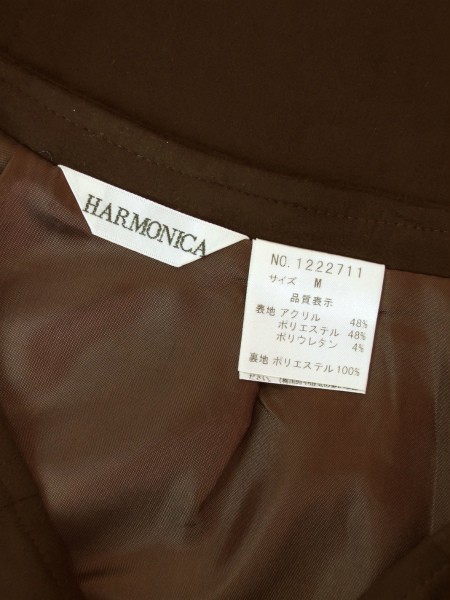 HARMONICA
NO.1222711
サイズ M
品質表示
表地 アクリル 48%
ポリエステル 48%
ポリウレタン 4%
裏地 ポリエステル 100%